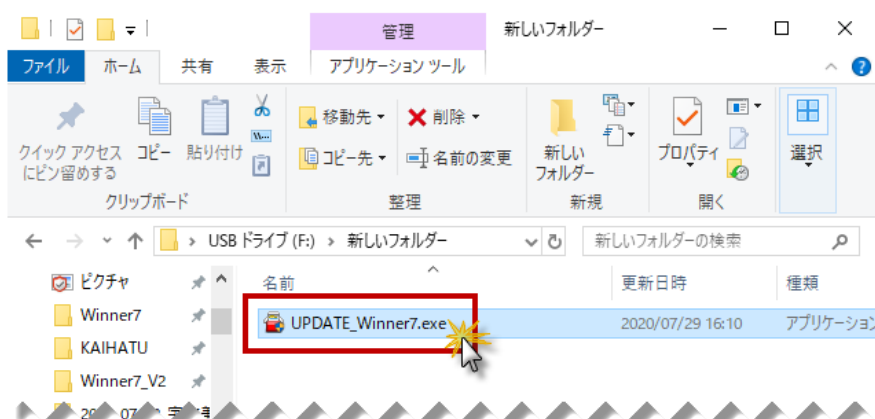 管理
新しいフォルダー
ファイル
ホーム
共有
表示
アプリケーション ツール
クイック アクセス
にピン留めする
コピー
貼り付け
移動先
コピー先
削除
名前の変更
新しい
フォルダー
プロパティ
選択
クリップボード
整理
新規
開く
USB ドライブ (F:) › 新しいフォルダー
新しいフォルダーの検索
ピクチャ
Winner7
KAIHATU
Winner7_V2
名前
更新日時
種類
UPDATE_Winner7.exe
2020/07/29 16:10
アプリケーション